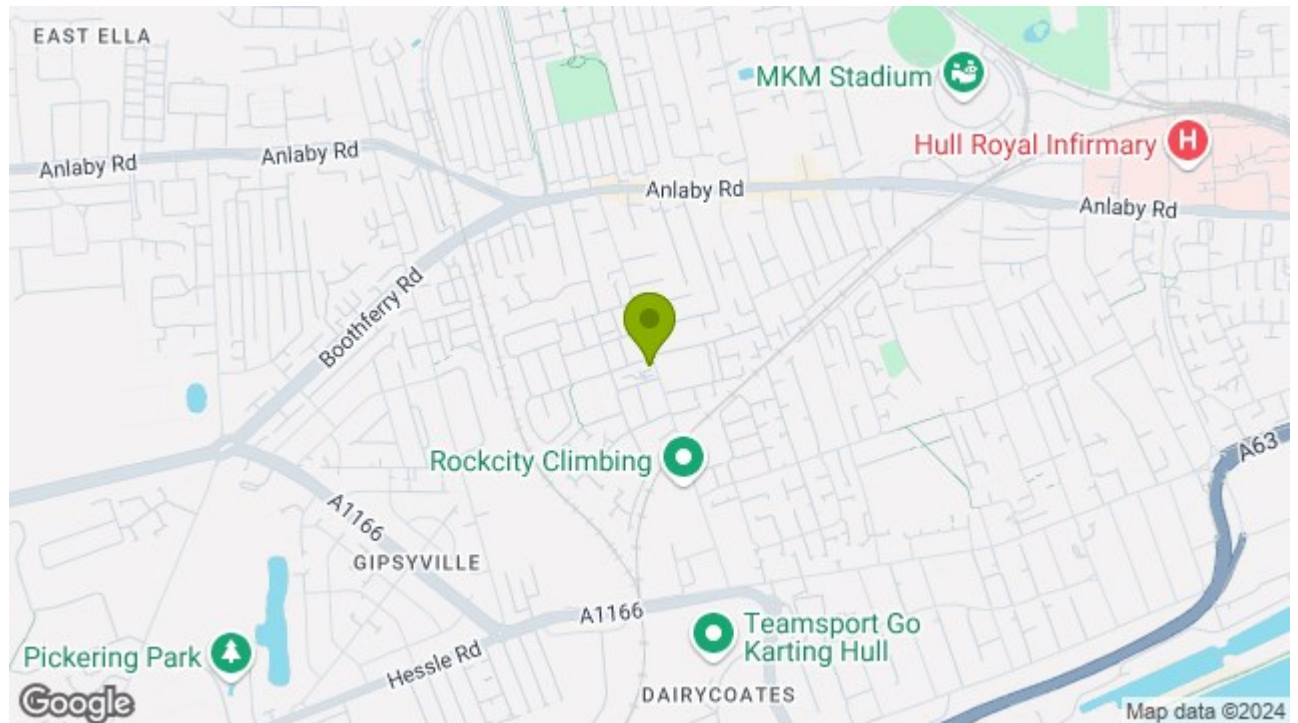 EAST ELLA
MKM Stadium
Hull Royal Infirmary
H
Anlaby Rd
Anlaby Rd
Anlaby Rd
Anlaby Rd
Boothferry Rd
Rockcity Climbing
A63
A1166
GIPSYVILLE
A1166
Teamsport Go
Karting Hull
Pickering Park
Hessle Rd
DAIRYCOATES
Google
Map data ©2024